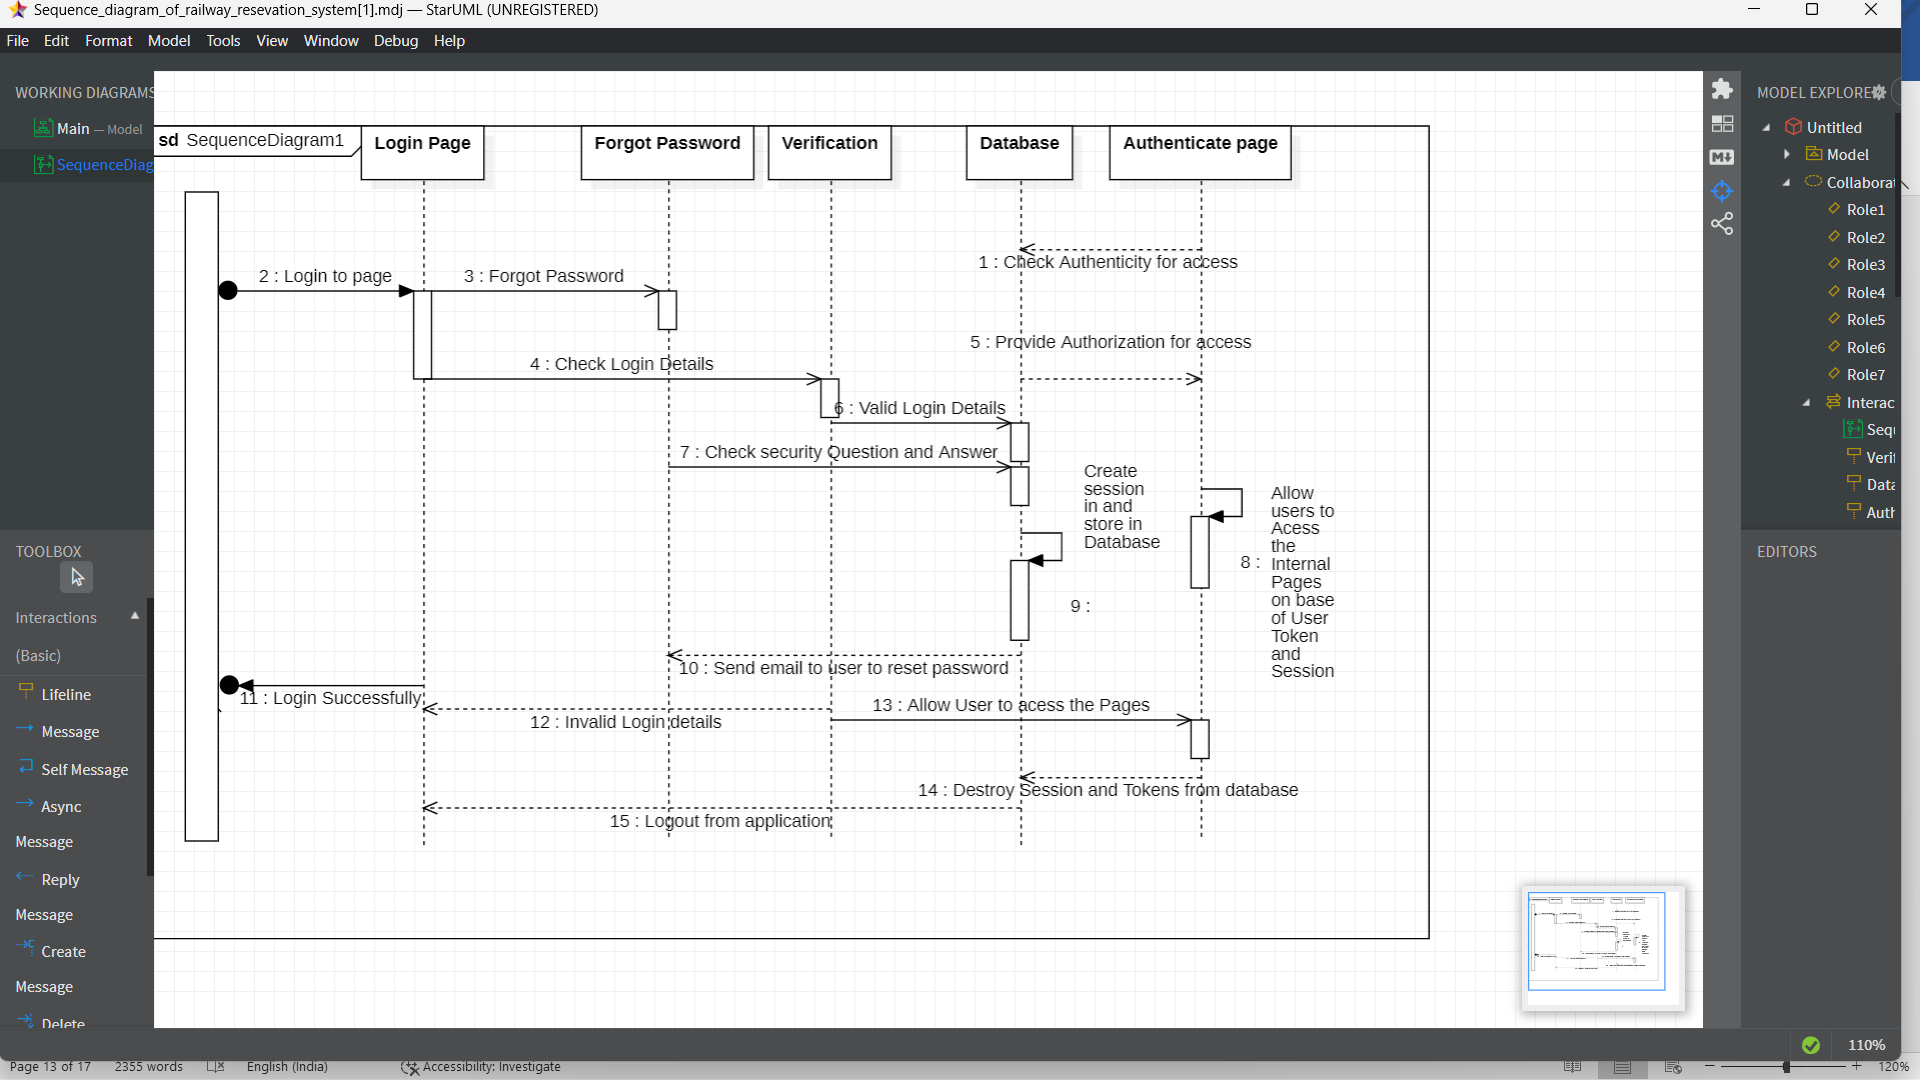 Sequence_diagram_of_railway_resevation_system[1].mdj — StarUML (UNREGISTERED)
File Edit Format Model Tools View Window Debug Help
WORKING DIAGRAMS
Main — Model
SequenceDiag
sd SequenceDiagram1
Login Page
Forgot Password
Verification
Database
Authenticate page
1 : Check Authenticity for access
2 : Login to page
3 : Forgot Password
5 : Provide Authorization for access
4 : Check Login Details
6 : Valid Login Details
7 : Check security Question and Answer
Create
session
in and
store in
Database
9 :
8 :
Allow
users to
Acess
the
Internal
Pages
on base
of User
Token
and
Session
10 : Send email to user to reset password
11 : Login Successfully
12 : Invalid Login details
13 : Allow User to acess the Pages
14 : Destroy Session and Tokens from database
15 : Logout from application
TOOLBOX
Interactions
(Basic)
Lifeline
Message
Self Message
Async
Message
Reply
Message
Create
Message
Delete
MODEL EXPLORE
Untitled
Model
Collaborat
Role1
Role2
Role3
Role4
Role5
Role6
Role7
Interac
Sequ
Verif
Data
Auth
EDITORS
110%
Page 13 of 17 2355 words English (India) Accessibility: Investigate 120%